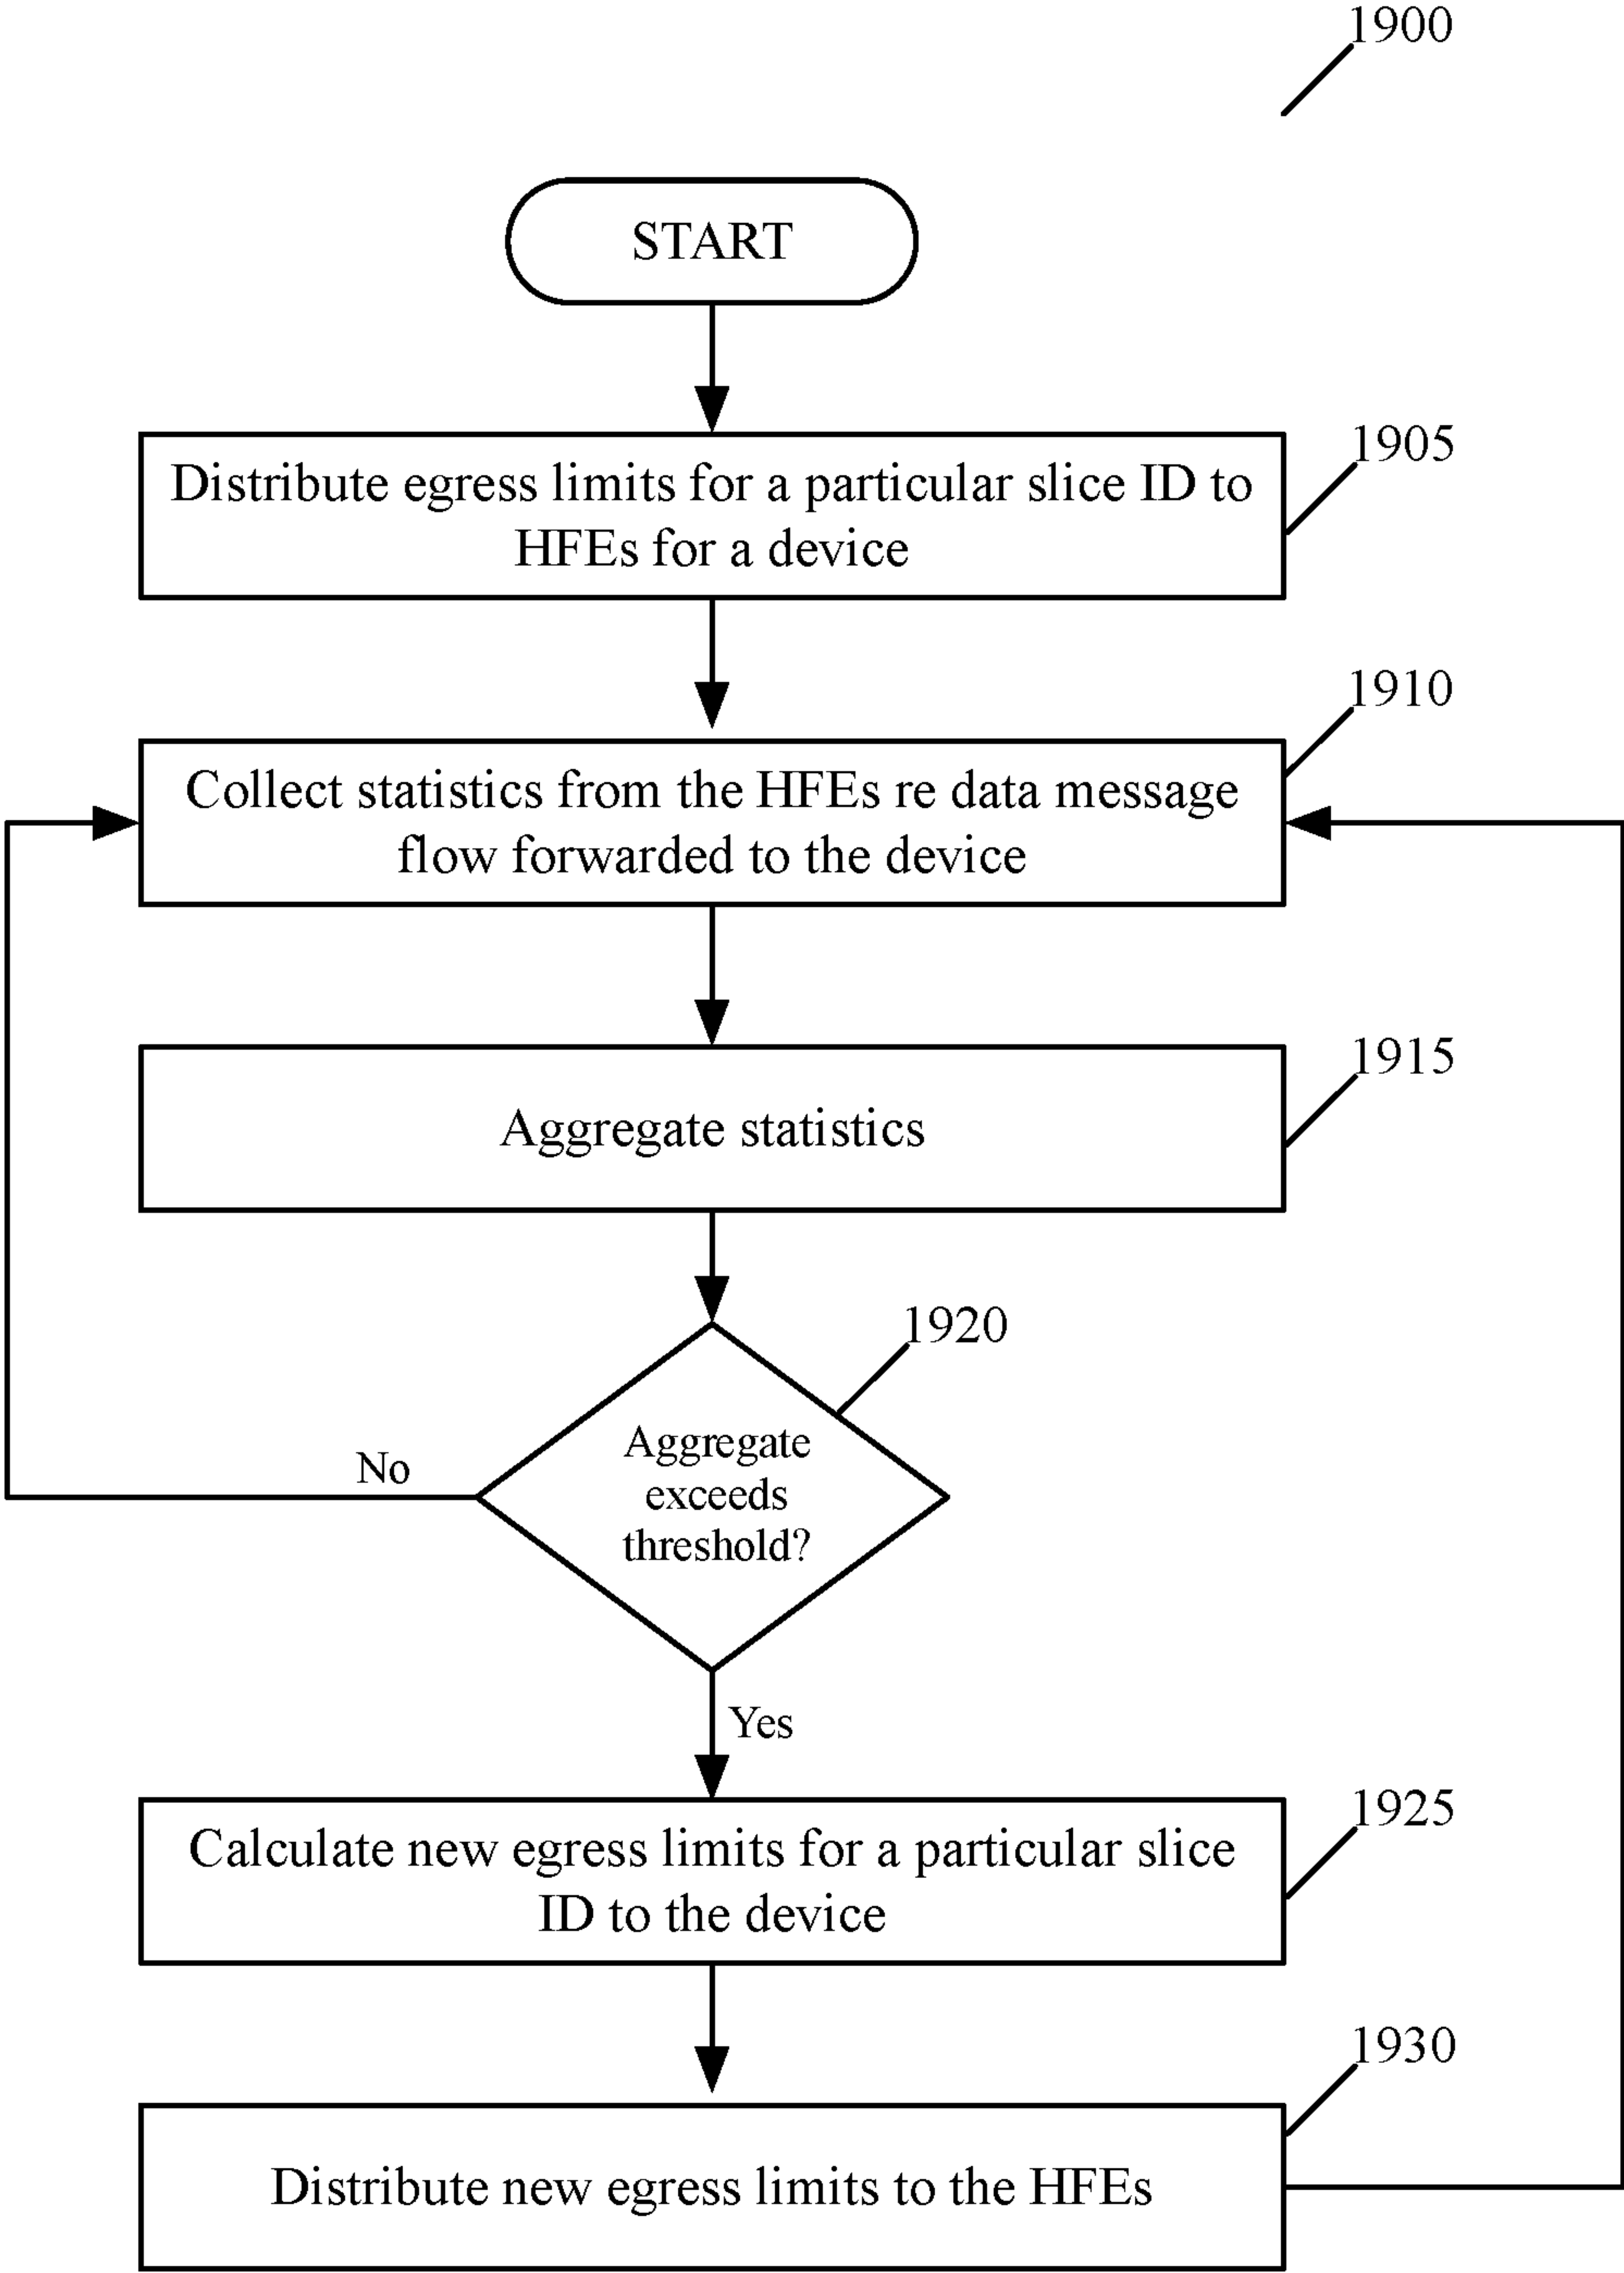 1900
START
1905
Distribute egress limits for a particular slice ID to
HFEs for a device
1910
Collect statistics from the HFEs re data message
flow forwarded to the device
1915
Aggregate statistics
1920
Aggregate
exceeds
threshold?
No
Yes
1925
Calculate new egress limits for a particular slice
ID to the device
1930
Distribute new egress limits to the HFEs